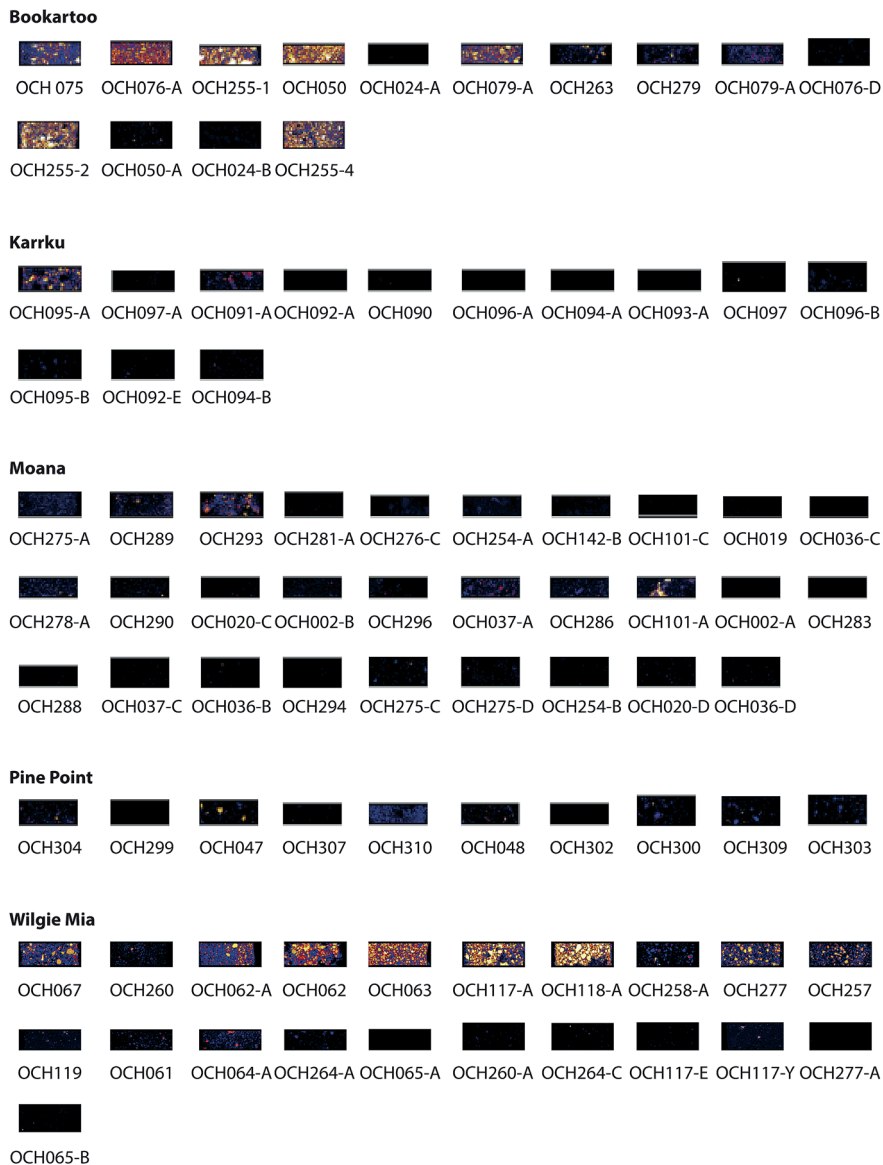 Bookartoo
OCH 075 OCH076-A OCH255-1 OCH050 OCH024-A OCH079-A OCH263 OCH279 OCH079-A OCH076-D
OCH255-2 OCH050-A OCH024-B OCH255-4
Karrku
OCH095-A OCH097-A OCH091-A OCH092-A OCH090 OCH096-A OCH094-A OCH093-A OCH097 OCH096-B
OCH095-B OCH092-E OCH094-B
Moana
OCH275-A OCH289 OCH293 OCH281-A OCH276-C OCH254-A OCH142-B OCH101-C OCH019 OCH036-C
OCH278-A OCH290 OCH020-C OCH002-B OCH296 OCH037-A OCH286 OCH101-A OCH002-A OCH283
OCH288 OCH037-C OCH036-B OCH294 OCH275-C OCH275-D OCH254-B OCH020-D OCH036-D
Pine Point
OCH304 OCH299 OCH047 OCH307 OCH310 OCH048 OCH302 OCH300 OCH309 OCH303
Wilgie Mia
OCH067 OCH260 OCH062-A OCH062 OCH063 OCH117-A OCH118-A OCH258-A OCH277 OCH257
OCH119 OCH061 OCH064-A OCH264-A OCH065-A OCH260-A OCH264-C OCH117-E OCH117-Y OCH277-A
OCH065-B